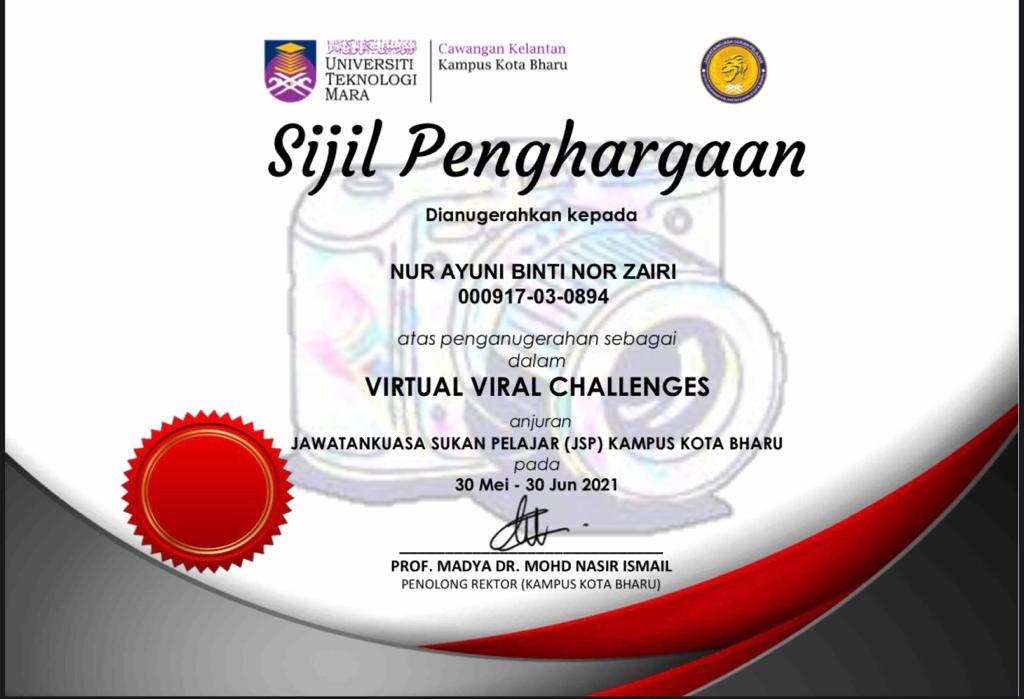 UNIVERSITI
TEKNOLOGI
MARA
Cawangan Kelantan
Kampus Kota Bharu
Sijil Penghargaan
Dianugerahkan kepada
NUR AYUNI BINTI NOR ZAIRI
000917-03-0894
atas penganugerahan sebagai
dalam
VIRTUAL VIRAL CHALLENGES
anjuran
JAWATANKUASA SUKAN PELAJAR (JSP) KAMPUS KOTA BHARU
pada
30 Mei - 30 Jun 2021
PROF. MADYA DR. MOHD NASIR ISMAIL
PENOLONG REKTOR (KAMPUS KOTA BHARU)